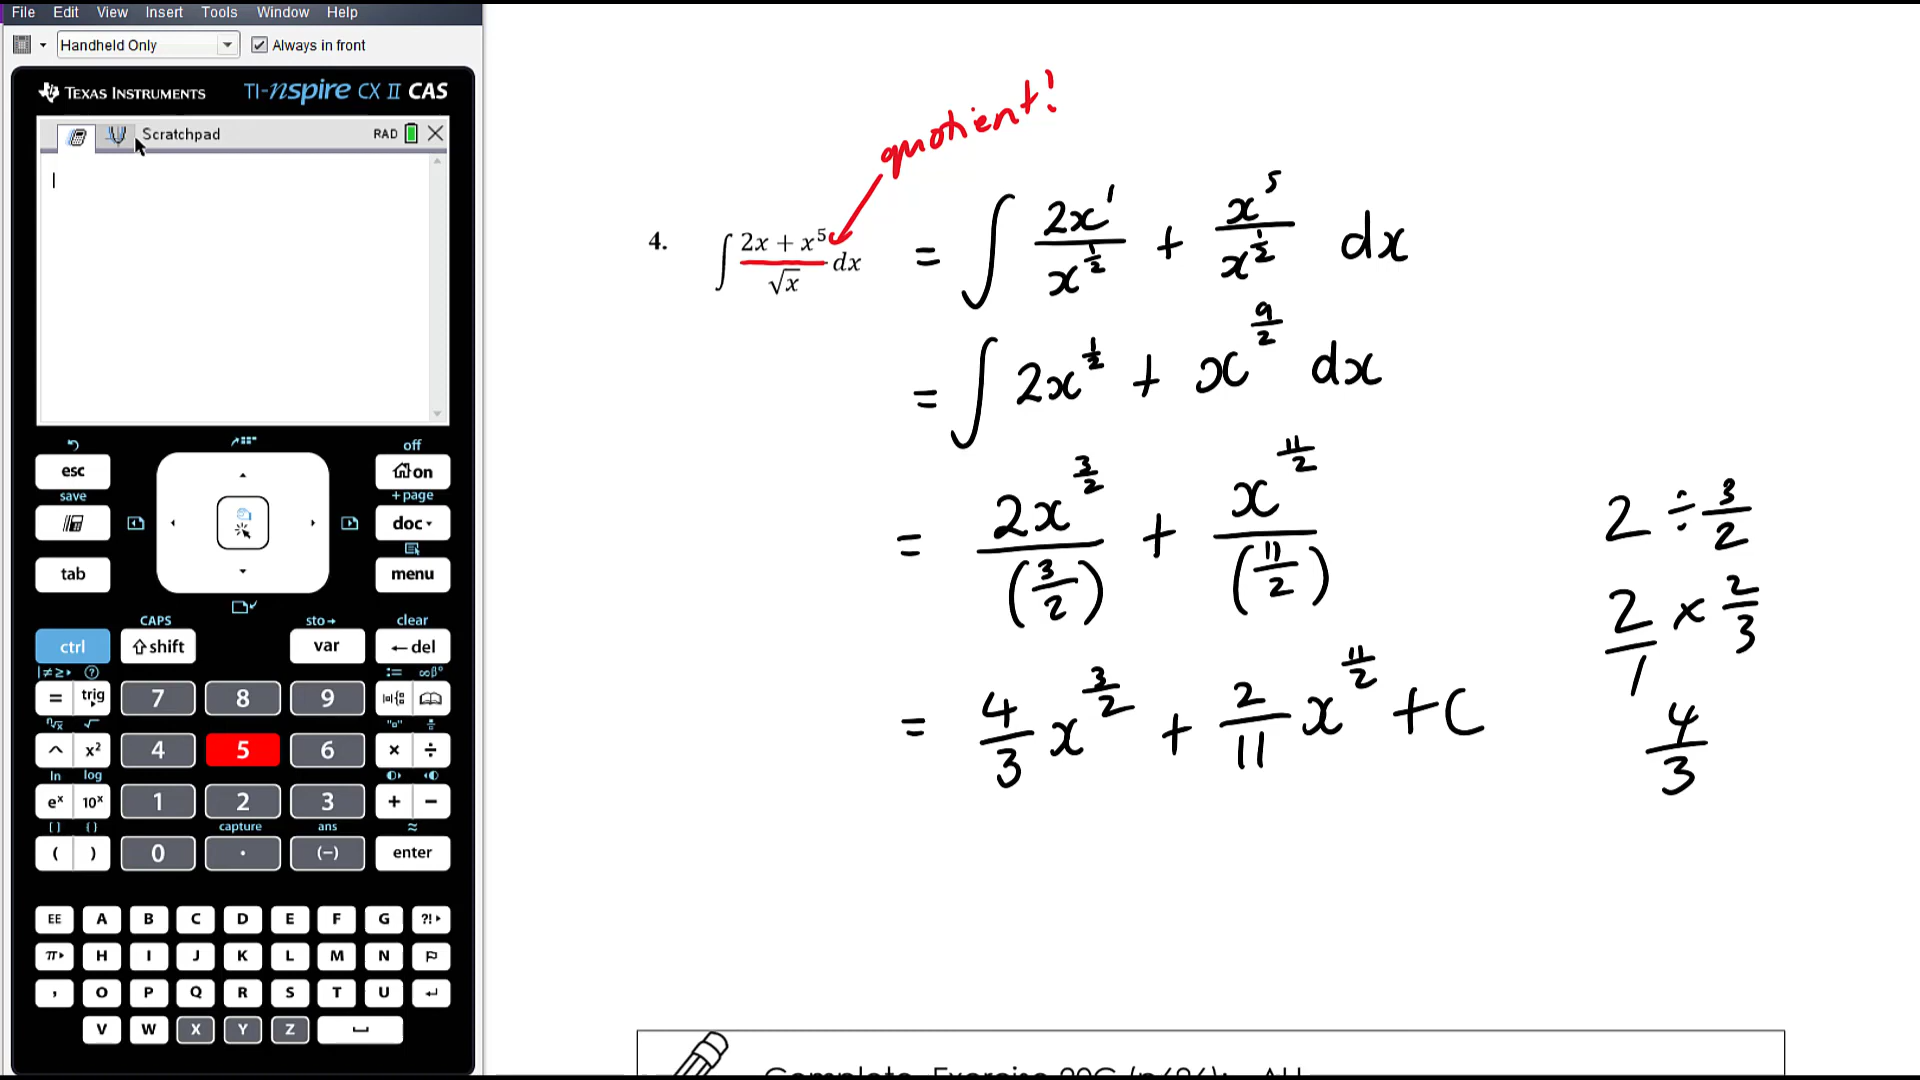 File Edit View Insert Tools Window Help
Handheld Only Always in front
TEXAS INSTRUMENTS TI-nspire CX II CAS
Scratchpad RAD
off
esc on
save + page
doc
tab menu
CAPS sto→ clear
ctrl shift var ←del
|≠≥▸ ? := ∞β°
= trig 7 8 9
ⁿ√x √
^ x² 4 5 6 × ÷
ln log
eˣ 10ˣ 1 2 3 + −
[ ] { } capture ans ≈
( ) 0 . (−) enter
EE A B C D E F G ?!▸
π▸ H I J K L M N
, O P Q R S T U ↵
V W X Y Z
quotient!
4. ∫ (2x + x⁵)/√x dx = ∫ 2x¹/x^(1/2) + x⁵/x^(1/2) dx
= ∫ 2x^(1/2) + x^(9/2) dx
= 2x^(3/2)/(3/2) + x^(11/2)/(11/2)
= 4/3 x^(3/2) + 2/11 x^(11/2) + C
2 ÷ 3/2
2/1 × 2/3
4/3